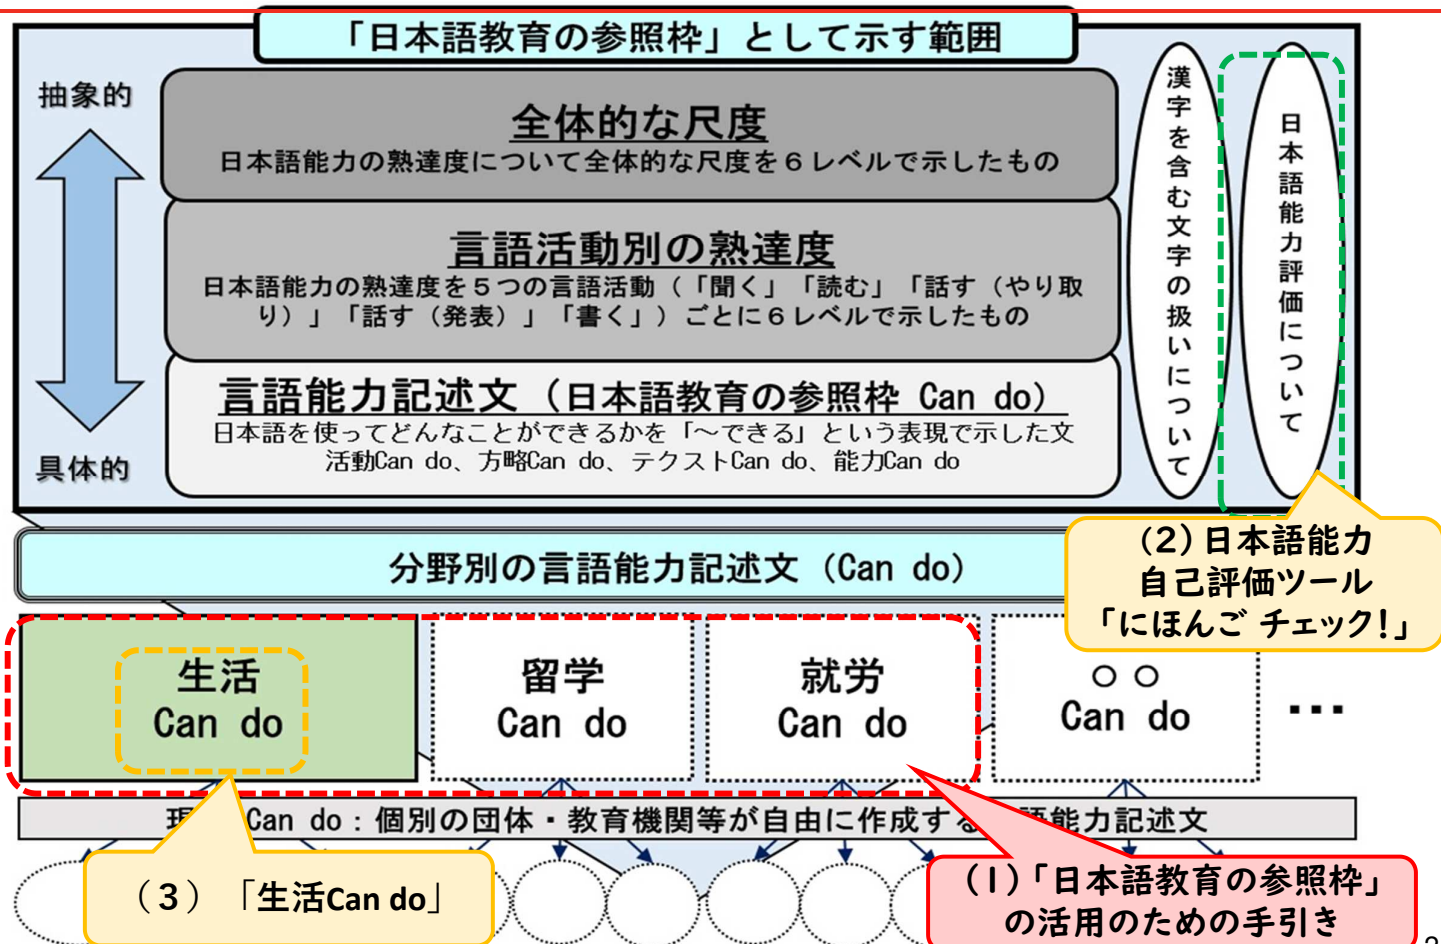 「日本語教育の参照枠」として示す範囲
抽象的
具体的
全体的な尺度
日本語能力の熟達度について全体的な尺度を６レベルで示したもの
言語活動別の熟達度
日本語能力の熟達度を５つの言語活動（「聞く」「読む」「話す（やり取
り）」「話す（発表）」「書く」）ごとに６レベルで示したもの
言語能力記述文（日本語教育の参照枠 Can do）
日本語を使ってどんなことができるかを「～できる」という表現で示した文
活動Can do、方略Can do、テクストCan do、能力Can do
漢字を含む文字の扱いについて
日本語能力評価について
(2)日本語能力
自己評価ツール
「にほんご チェック!」
分野別の言語能力記述文（Can do）
生活
Can do
留学
Can do
就労
Can do
○○
Can do
...
Can do：個別の団体・教育機関等が自由に作成する
語能力記述文
（３）「生活Can do」
(1)「日本語教育の参照枠」
の活用のための手引き